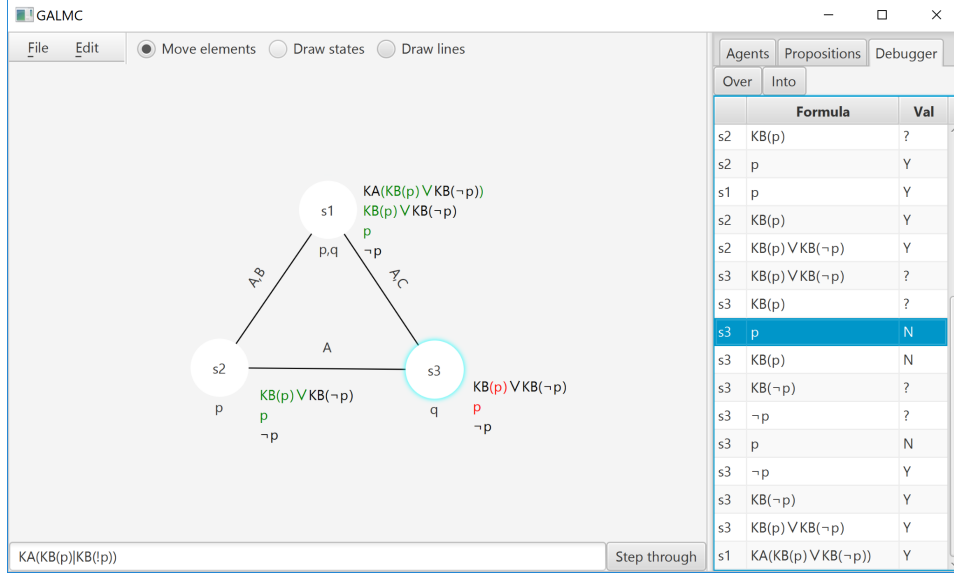 GALMC
File Edit Move elements Draw states Draw lines
Agents Propositions Debugger
Over Into
Formula Val
s2 KB(p) ?
s2 p Y
s1 p Y
s2 KB(p) Y
s2 KB(p)∨KB(¬p) Y
s3 KB(p)∨KB(¬p) ?
s3 KB(p) ?
s3 p N
s3 KB(p) N
s3 KB(¬p) ?
s3 ¬p ?
s3 p N
s3 ¬p Y
s3 KB(¬p) Y
s3 KB(p)∨KB(¬p) Y
s1 KA(KB(p)∨KB(¬p)) Y
s1
p,q
KA(KB(p)∨KB(¬p))
KB(p)∨KB(¬p)
p
¬p
A,B
A,C
A
s2
p
KB(p)∨KB(¬p)
p
¬p
s3
q
KB(p)∨KB(¬p)
p
¬p
KA(KB(p)|KB(!p)) Step through